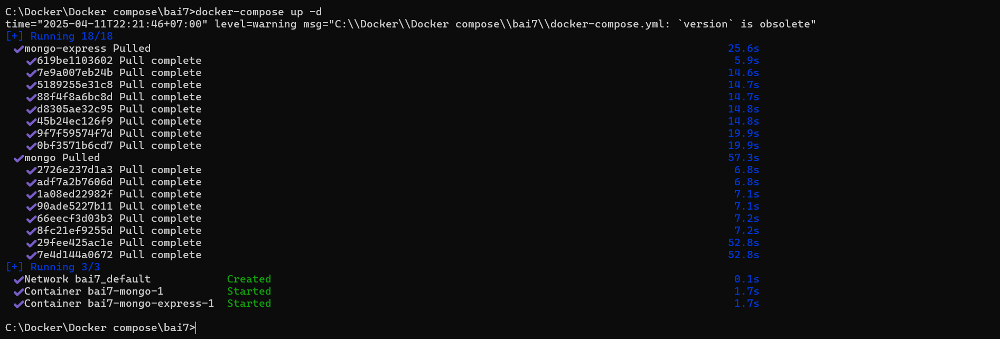 C:\Docker\Docker compose\bai7>docker-compose up -d
time="2025-04-11T22:21:46+07:00" level=warning msg="C:\\Docker\\Docker compose\\bai7\\docker-compose.yml: `version` is obsolete"
[+] Running 18/18
✔mongo-express Pulled 25.6s
✔619be1103602 Pull complete 5.9s
✔7e9a007eb24b Pull complete 14.6s
✔5189255e31c8 Pull complete 14.7s
✔88f4f8a6bc8d Pull complete 14.7s
✔d8305ae32c95 Pull complete 14.8s
✔45b24ec126f9 Pull complete 14.8s
✔9f7f59574f7d Pull complete 19.9s
✔0bf3571b6cd7 Pull complete 19.9s
✔mongo Pulled 57.3s
✔2726e237d1a3 Pull complete 6.8s
✔adf7a2b7606d Pull complete 6.8s
✔1a08ed22982f Pull complete 7.1s
✔90ade5227b11 Pull complete 7.1s
✔66eecf3d03b3 Pull complete 7.2s
✔8fc21ef9255d Pull complete 7.2s
✔29fee425ac1e Pull complete 52.8s
✔7e4d144a0672 Pull complete 52.8s
[+] Running 3/3
✔Network bai7_default Created 0.1s
✔Container bai7-mongo-1 Started 1.7s
✔Container bai7-mongo-express-1 Started 1.7s
C:\Docker\Docker compose\bai7>